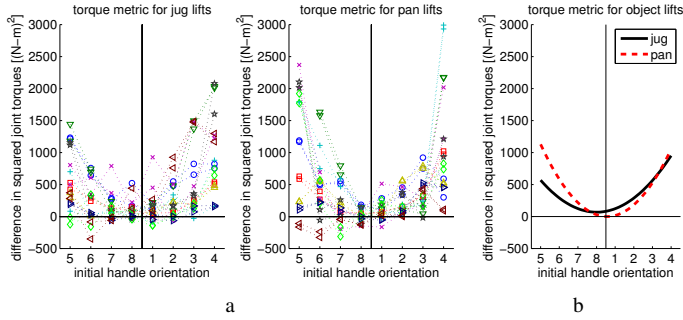 torque metric for jug lifts
difference in squared joint torques [(N−m)²]
3000
2500
2000
1500
1000
500
0
−500
5 6 7 8 1 2 3 4
initial handle orientation
torque metric for pan lifts
difference in squared joint torques [(N−m)²]
3000
2500
2000
1500
1000
500
0
−500
5 6 7 8 1 2 3 4
initial handle orientation
a
torque metric for object lifts
difference in squared joint torques [(N−m)²]
3000
2500
2000
1500
1000
500
0
−500
jug
pan
5 6 7 8 1 2 3 4
initial handle orientation
b